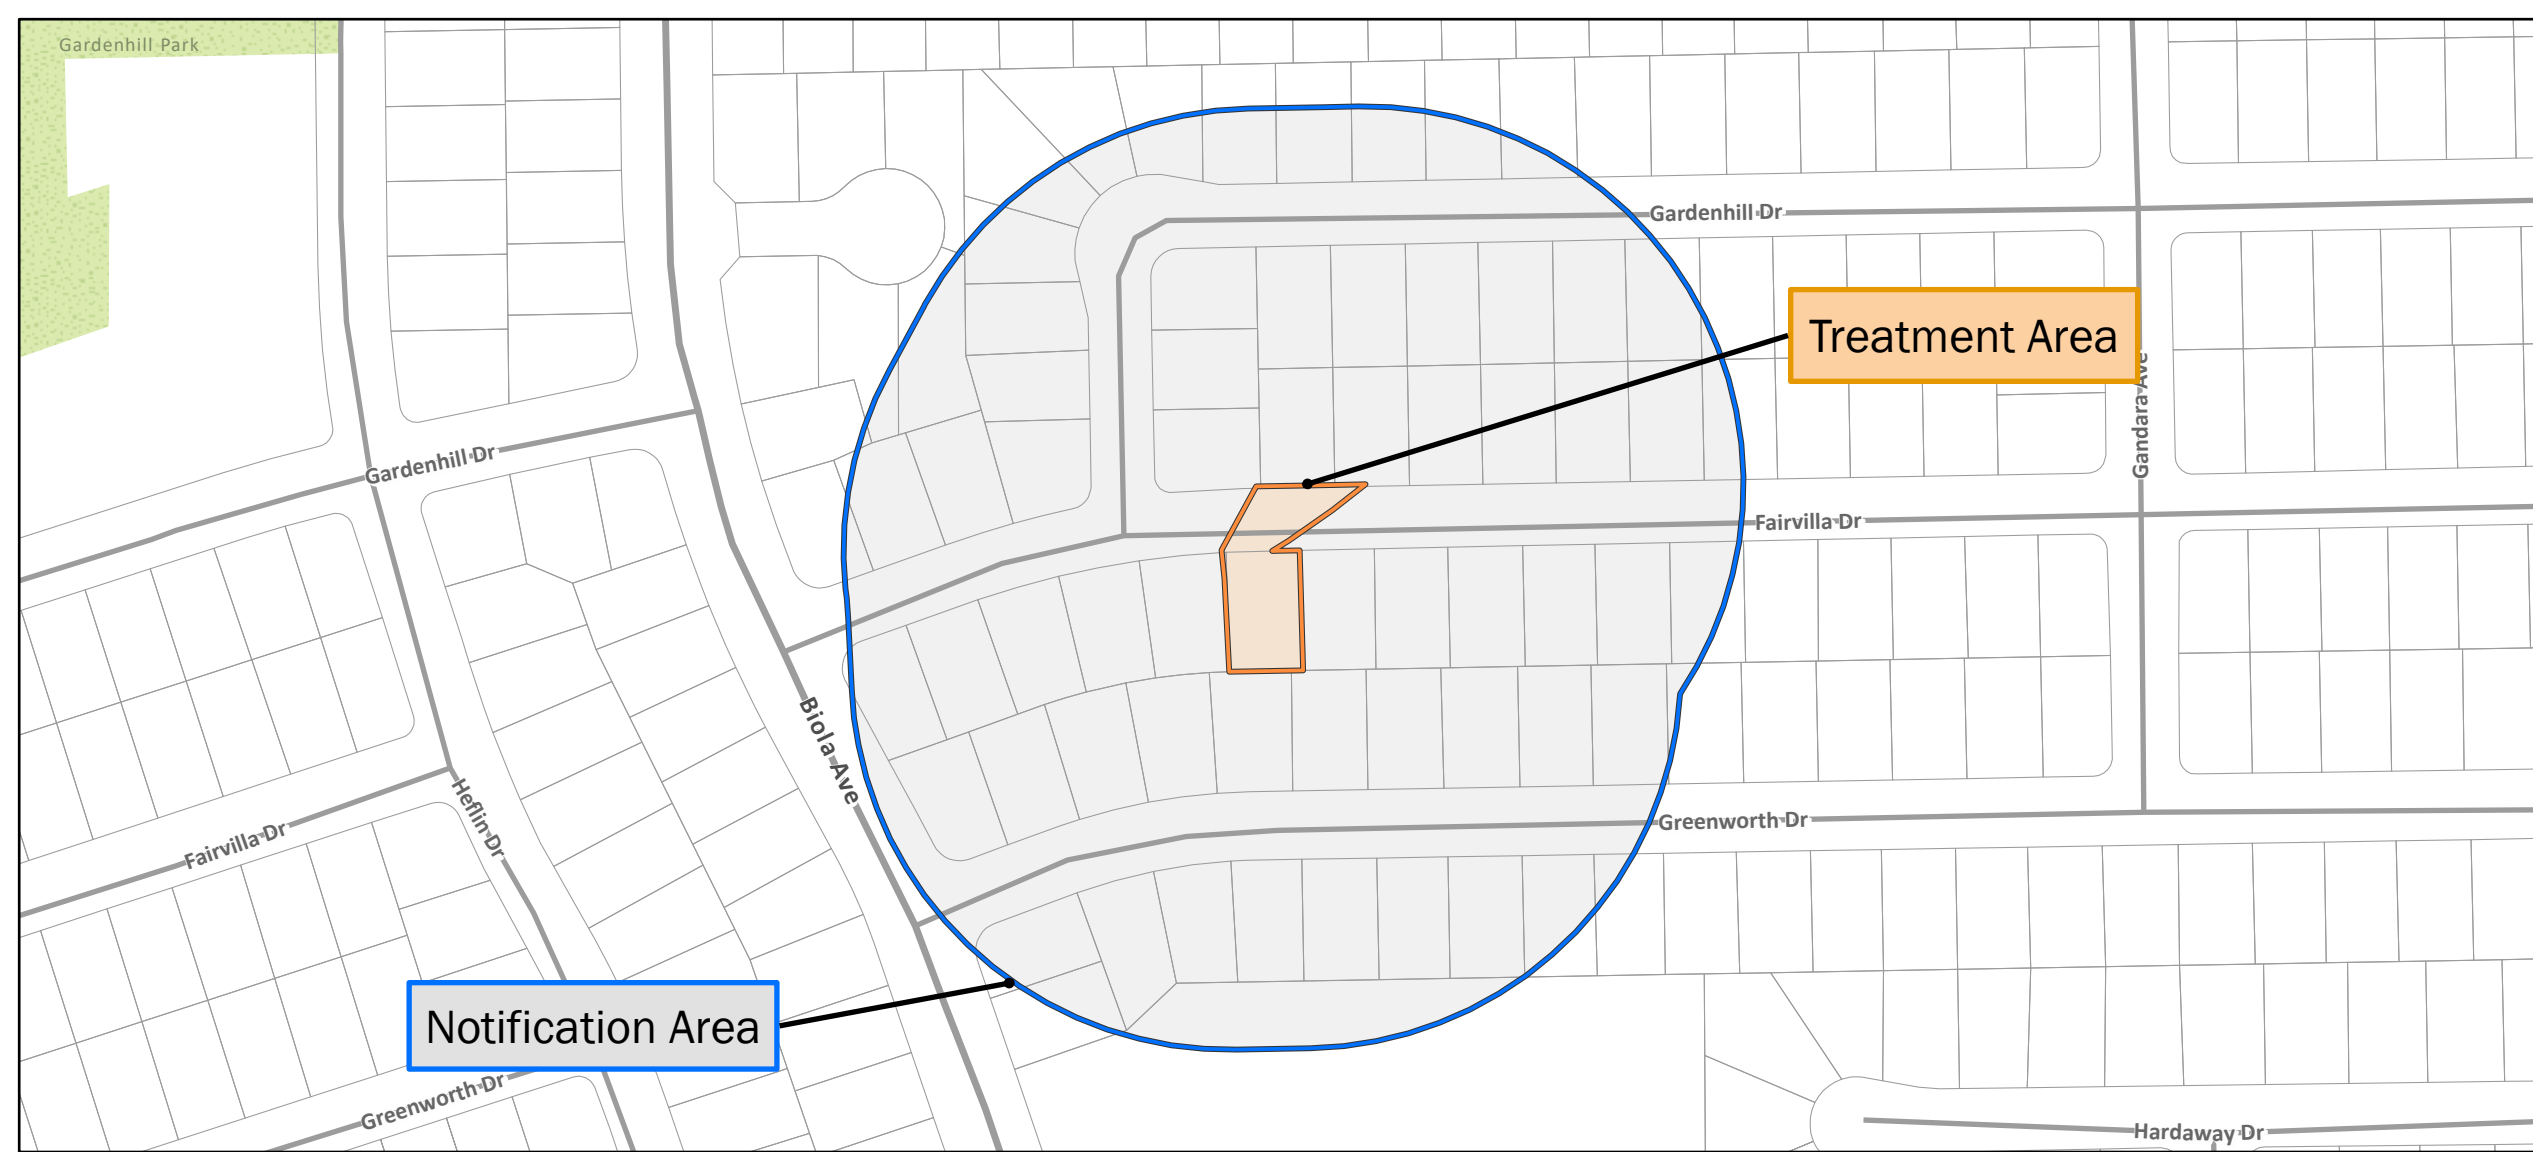 Gardenhill Park
Gardenhill Dr
Treatment Area
Gandara Ave
Gardenhill Dr
Fairvilla Dr
Biola Ave
Heflin Dr
Fairvilla Dr
Greenworth Dr
Notification Area
Greenworth Dr
Hardaway Dr